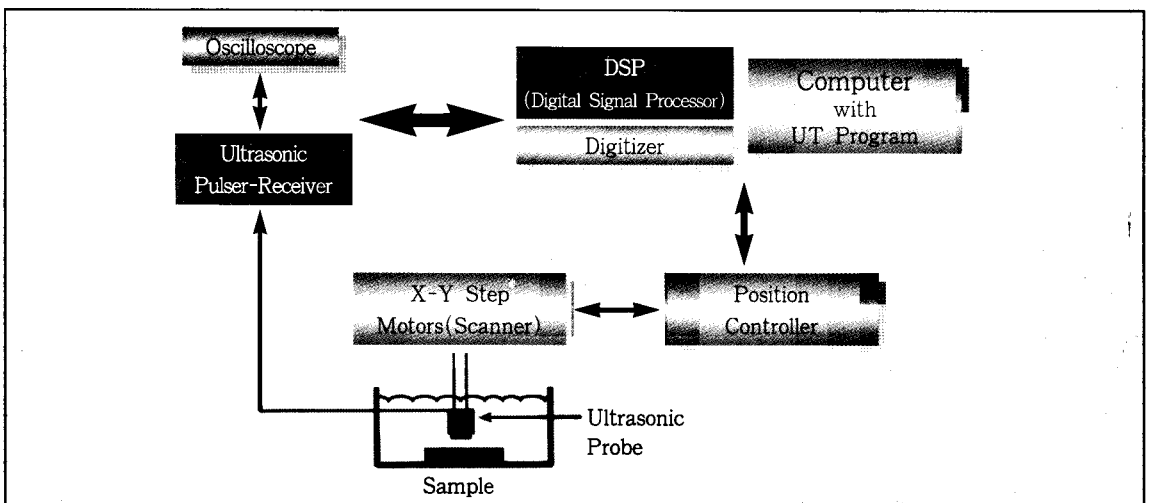 Oscilloscope
DSP
(Digital Signal Processor)
Digitizer
Computer
with
UT Program
Ultrasonic
Pulser-Receiver
X-Y Step
Motors(Scanner)
Position
Controller
Ultrasonic
Probe
Sample